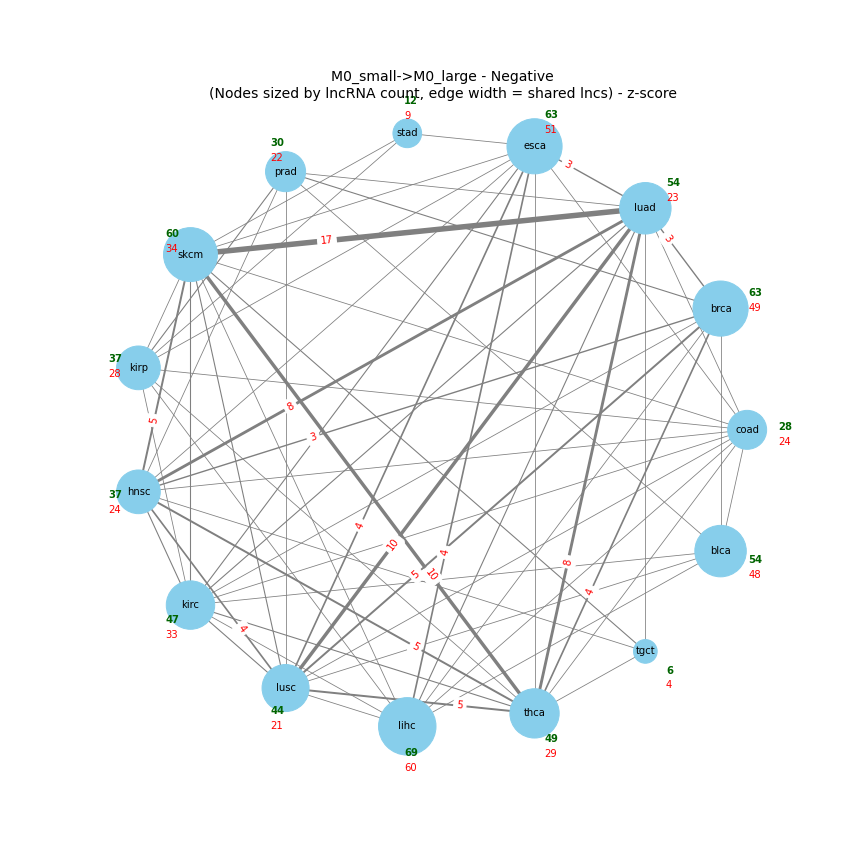 M0_small->M0_large - Negative
(Nodes sized by lncRNA count, edge width = shared lncs) - z-score
12
9
stad
63
51
esca
30
22
prad
3
54
23
luad
60
34
skcm
17
3
63
49
brca
37
28
kirp
8
5
3
28
24
coad
37
24
hnsc
4
10
4
5
10
8
4
54
48
blca
kirc
47
33
4
5
tgct
6
4
lusc
44
21
5
lihc
69
60
thca
49
29